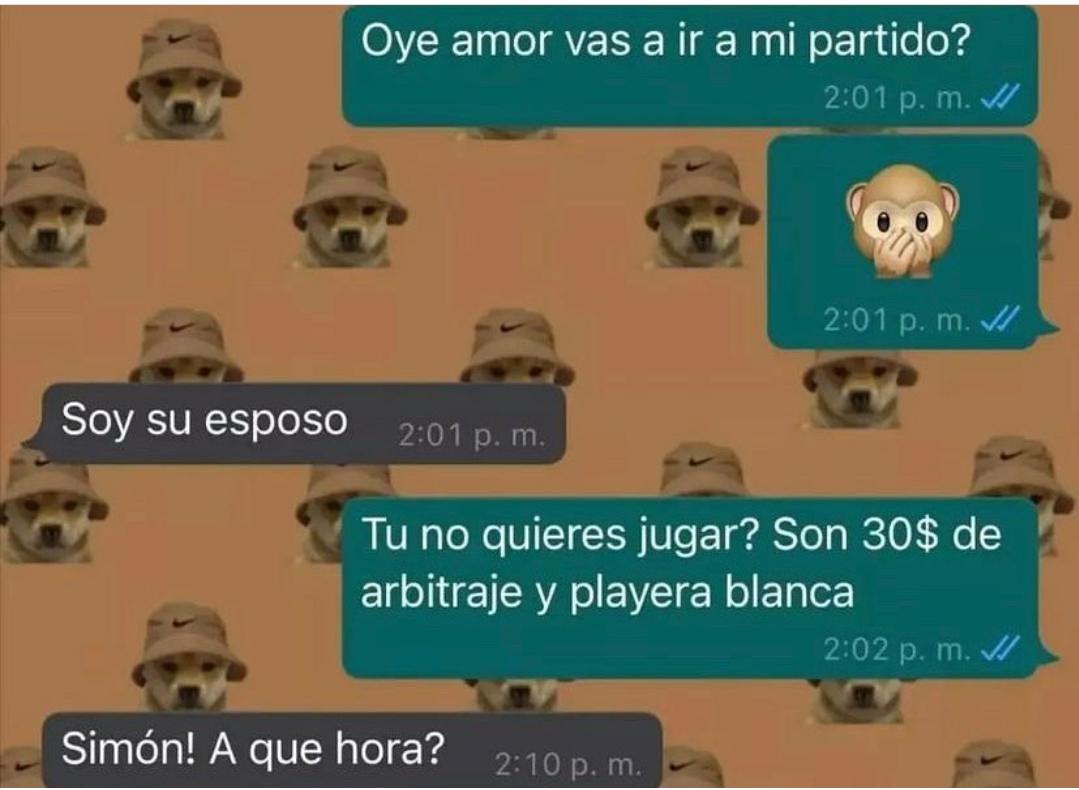 Oye amor vas a ir a mi partido?
2:01 p. m.
🙊
2:01 p. m.
Soy su esposo 2:01 p. m.
Tu no quieres jugar? Son 30$ de
arbitraje y playera blanca
2:02 p. m.
Simón! A que hora? 2:10 p. m.